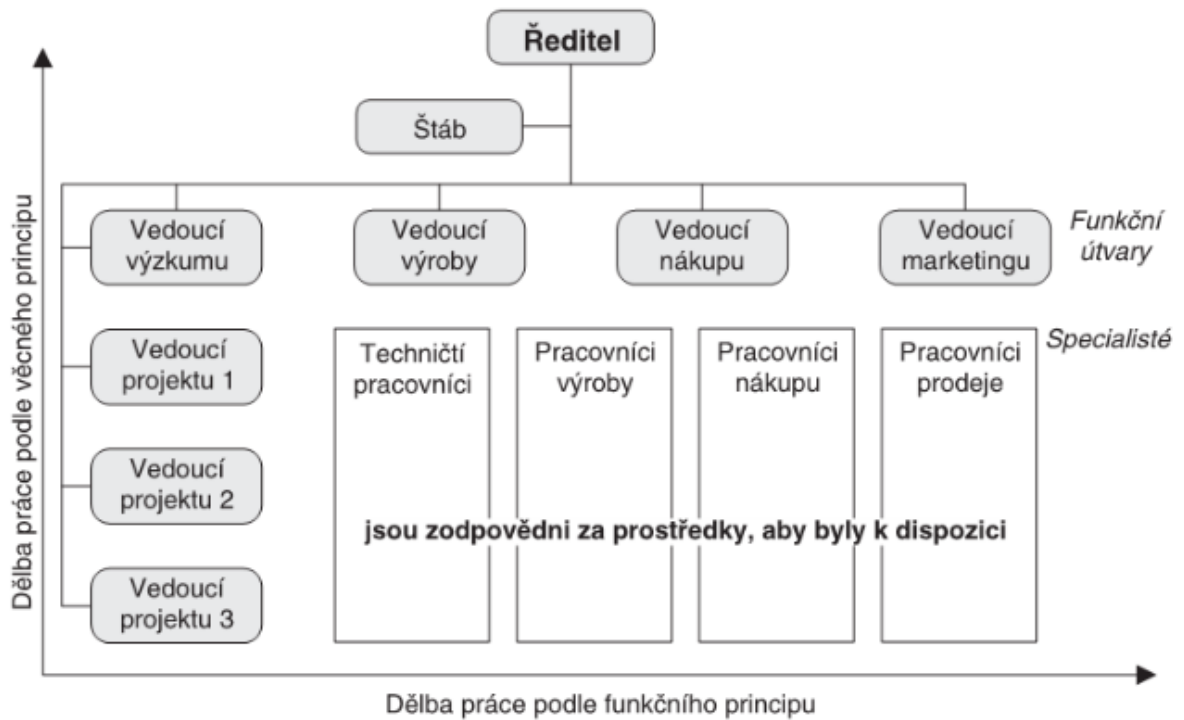 Ředitel
Štáb
Vedoucí
výzkumu
Vedoucí
výroby
Vedoucí
nákupu
Vedoucí
marketingu
Funkční
útvary
Vedoucí
projektu 1
Techničtí
pracovníci
Pracovníci
výroby
Pracovníci
nákupu
Pracovníci
prodeje
Specialisté
Vedoucí
projektu 2
jsou zodpovědni za prostředky, aby byly k dispozici
Vedoucí
projektu 3
Dělba práce podle věcného principu
Dělba práce podle funkčního principu